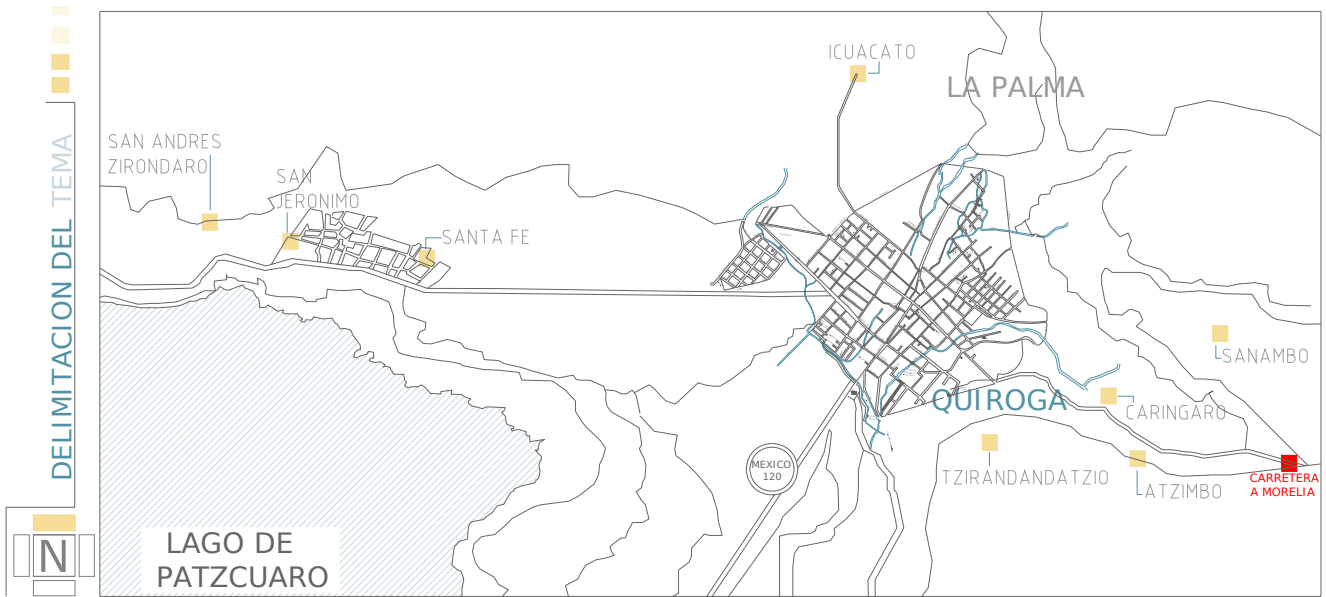 DELIMITACION DEL TEMA
ICUACATO
LA PALMA
SAN ANDRES
ZIRONDARO
SAN
JERONIMO
SANTA FE
SANAMBO
QUIROGA
CARINGARO
MEXICO
120
TZIRANDANDATZIO
ATZIMBO
CARRETERA
A MORELIA
LAGO DE
PATZCUARO
N